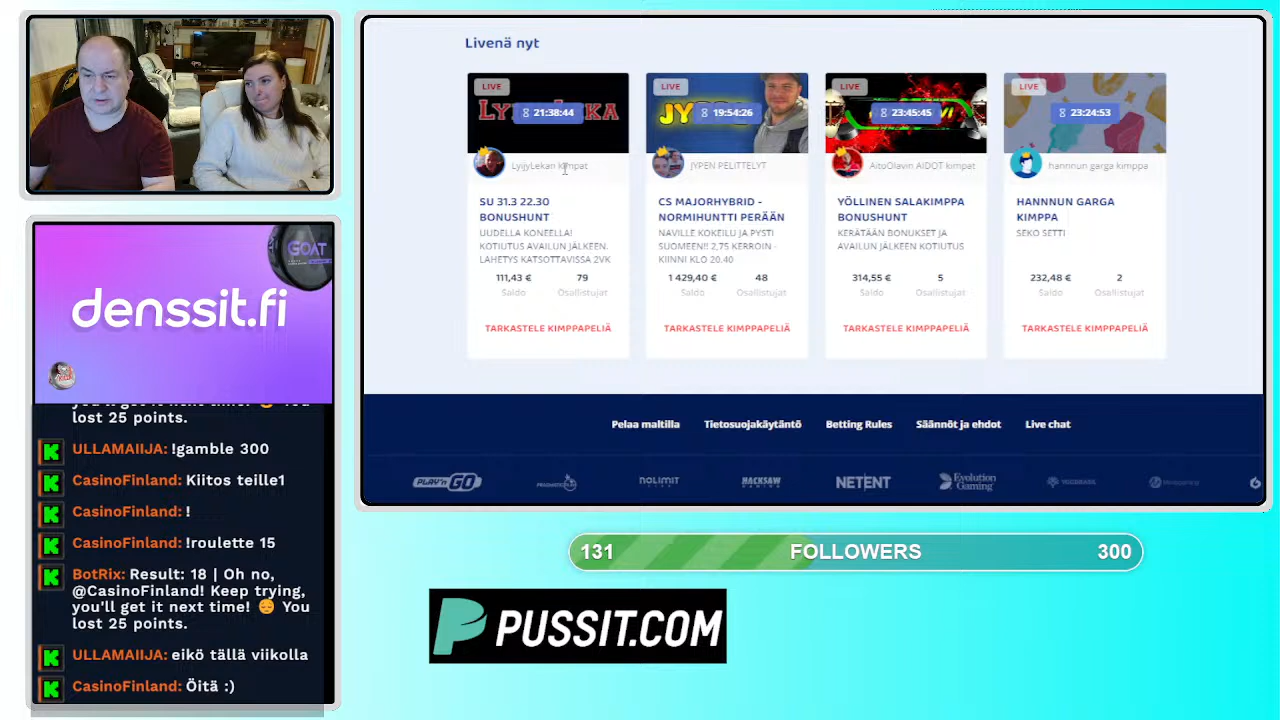 Livenä nyt
LIVE
21:38:44
LyijyLekan kimpat
SU 31.3 22.30
BONUSHUNT
UUDELLA KONEELLA!
KOTIUTUS AVAILUN JÄLKEEN.
LÄHETYS KATSOTTAVISSA 2VK
111,43 €
79
Saldo
Osallistujat
TARKASTELE KIMPPAPELIÄ
LIVE
19:54:26
JYPEN PELITTELYT
CS MAJORHYBRID -
NORMIHUNTTI PERÄÄN
NAVILLE KOKEILU JA PYSTI
SUOMEEN!! 2,75 KERROIN -
KIINNI KLO 20.40
1 429,40 €
48
Saldo
Osallistujat
TARKASTELE KIMPPAPELIÄ
LIVE
23:45:45
AitoOlavin AIDOT kimpat
YÖLLINEN SALAKIMPPA
BONUSHUNT
KERÄTÄÄN BONUKSET JA
AVAILUN JÄLKEEN KOTIUTUS
314,55 €
5
Saldo
Osallistujat
TARKASTELE KIMPPAPELIÄ
LIVE
23:24:53
hannnun garga kimppa
HANNNUN GARGA
KIMPPA
SEKO SETTI
232,48 €
2
Saldo
Osallistujat
TARKASTELE KIMPPAPELIÄ
Pelaa maltilla
Tietosuojakäytäntö
Betting Rules
Säännöt ja ehdot
Live chat
PLAY'n GO
NOLIMIT
HACKSAW
NETENT
Evolution
Gaming
GOAT
denssit.fi
lost 25 points.
ULLAMAIIJA: !gamble 300
CasinoFinland: Kiitos teille1
CasinoFinland: !
CasinoFinland: !roulette 15
BotRix: Result: 18 | Oh no,
@CasinoFinland! Keep trying,
you'll get it next time! 😔 You
lost 25 points.
ULLAMAIIJA: eikö tällä viikolla
CasinoFinland: Öitä :)
131
FOLLOWERS
300
PUSSIT.COM